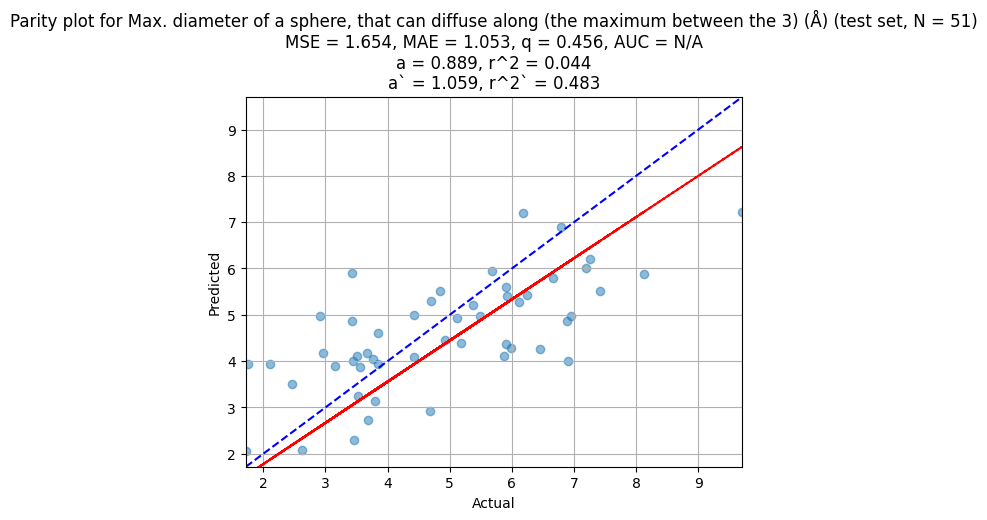 Parity plot for Max. diameter of a sphere, that can diffuse along (the maximum between the 3) (Å) (test set, N = 51)
MSE = 1.654, MAE = 1.053, q = 0.456, AUC = N/A
a = 0.889, r^2 = 0.044
a` = 1.059, r^2` = 0.483
9
8
7
6
5
4
3
2
Predicted
2 3 4 5 6 7 8 9
Actual